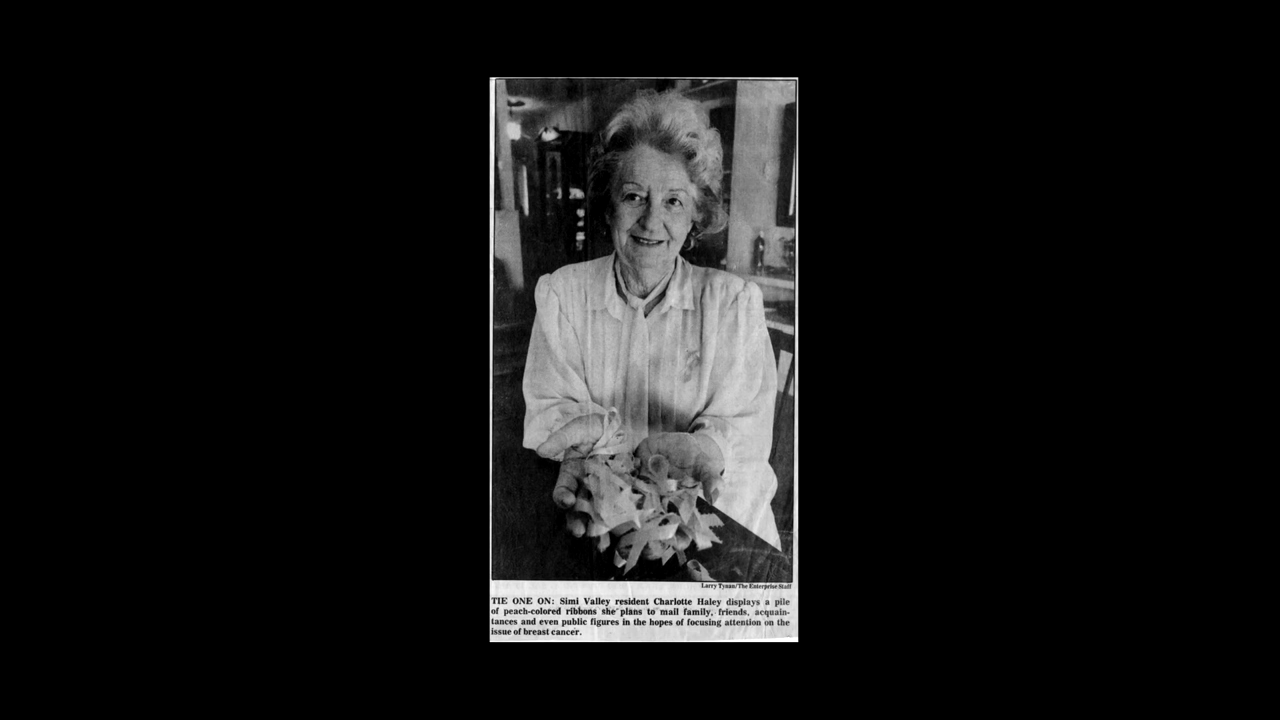 Larry Tynan/The Enterprise Staff
TIE ONE ON: Simi Valley resident Charlotte Haley displays a pile
of peach-colored ribbons she plans to mail family, friends, acquain-
tances and even public figures in the hopes of focusing attention on the
issue of breast cancer.